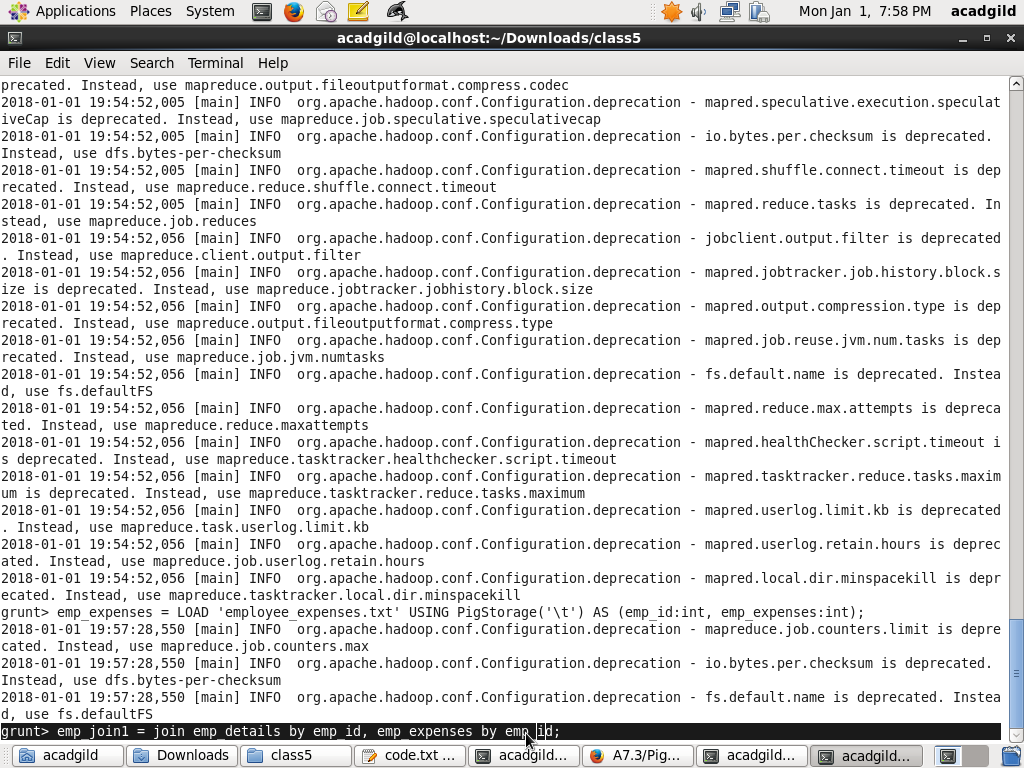 Applications Places System Mon Jan 1, 7:58 PM acadgild
acadgild@localhost:~/Downloads/class5
File Edit View Search Terminal Help
precated. Instead, use mapreduce.output.fileoutputformat.compress.codec
2018-01-01 19:54:52,005 [main] INFO  org.apache.hadoop.conf.Configuration.deprecation - mapred.speculative.execution.speculat
iveCap is deprecated. Instead, use mapreduce.job.speculative.speculativecap
2018-01-01 19:54:52,005 [main] INFO  org.apache.hadoop.conf.Configuration.deprecation - io.bytes.per.checksum is deprecated.
Instead, use dfs.bytes-per-checksum
2018-01-01 19:54:52,005 [main] INFO  org.apache.hadoop.conf.Configuration.deprecation - mapred.shuffle.connect.timeout is dep
recated. Instead, use mapreduce.reduce.shuffle.connect.timeout
2018-01-01 19:54:52,005 [main] INFO  org.apache.hadoop.conf.Configuration.deprecation - mapred.reduce.tasks is deprecated. In
stead, use mapreduce.job.reduces
2018-01-01 19:54:52,056 [main] INFO  org.apache.hadoop.conf.Configuration.deprecation - jobclient.output.filter is deprecated
. Instead, use mapreduce.client.output.filter
2018-01-01 19:54:52,056 [main] INFO  org.apache.hadoop.conf.Configuration.deprecation - mapred.jobtracker.job.history.block.s
ize is deprecated. Instead, use mapreduce.jobtracker.jobhistory.block.size
2018-01-01 19:54:52,056 [main] INFO  org.apache.hadoop.conf.Configuration.deprecation - mapred.output.compression.type is dep
recated. Instead, use mapreduce.output.fileoutputformat.compress.type
2018-01-01 19:54:52,056 [main] INFO  org.apache.hadoop.conf.Configuration.deprecation - mapred.job.reuse.jvm.num.tasks is dep
recated. Instead, use mapreduce.job.jvm.numtasks
2018-01-01 19:54:52,056 [main] INFO  org.apache.hadoop.conf.Configuration.deprecation - fs.default.name is deprecated. Instea
d, use fs.defaultFS
2018-01-01 19:54:52,056 [main] INFO  org.apache.hadoop.conf.Configuration.deprecation - mapred.reduce.max.attempts is depreca
ted. Instead, use mapreduce.reduce.maxattempts
2018-01-01 19:54:52,056 [main] INFO  org.apache.hadoop.conf.Configuration.deprecation - mapred.healthChecker.script.timeout i
s deprecated. Instead, use mapreduce.tasktracker.healthchecker.script.timeout
2018-01-01 19:54:52,056 [main] INFO  org.apache.hadoop.conf.Configuration.deprecation - mapred.tasktracker.reduce.tasks.maxim
um is deprecated. Instead, use mapreduce.tasktracker.reduce.tasks.maximum
2018-01-01 19:54:52,056 [main] INFO  org.apache.hadoop.conf.Configuration.deprecation - mapred.userlog.limit.kb is deprecated
. Instead, use mapreduce.task.userlog.limit.kb
2018-01-01 19:54:52,056 [main] INFO  org.apache.hadoop.conf.Configuration.deprecation - mapred.userlog.retain.hours is deprec
ated. Instead, use mapreduce.job.userlog.retain.hours
2018-01-01 19:54:52,056 [main] INFO  org.apache.hadoop.conf.Configuration.deprecation - mapred.local.dir.minspacekill is depr
ecated. Instead, use mapreduce.tasktracker.local.dir.minspacekill
grunt> emp_expenses = LOAD 'employee_expenses.txt' USING PigStorage('\t') AS (emp_id:int, emp_expenses:int);
2018-01-01 19:57:28,550 [main] INFO  org.apache.hadoop.conf.Configuration.deprecation - mapreduce.job.counters.limit is depre
cated. Instead, use mapreduce.job.counters.max
2018-01-01 19:57:28,550 [main] INFO  org.apache.hadoop.conf.Configuration.deprecation - io.bytes.per.checksum is deprecated.
Instead, use dfs.bytes-per-checksum
2018-01-01 19:57:28,550 [main] INFO  org.apache.hadoop.conf.Configuration.deprecation - fs.default.name is deprecated. Instea
d, use fs.defaultFS
grunt> emp_join1 = join emp_details by emp_id, emp_expenses by emp_id;
acadgild Downloads class5 code.txt ... acadgild... A7.3/Pig... acadgild... acadgild...